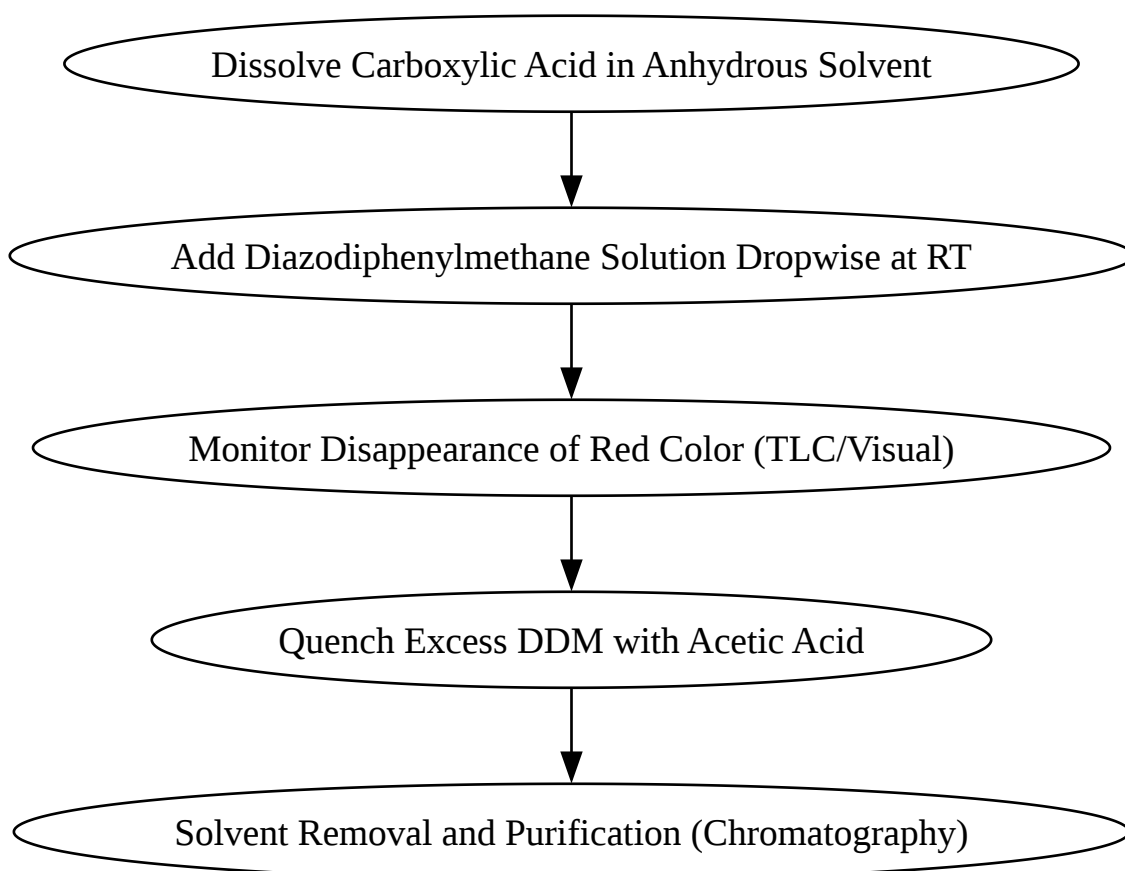 Dissolve Carboxylic Acid in Anhydrous Solvent
Add Diazodiphenylmethane Solution Dropwise at RT
Monitor Disappearance of Red Color (TLC/Visual)
Quench Excess DDM with Acetic Acid
Solvent Removal and Purification (Chromatography)